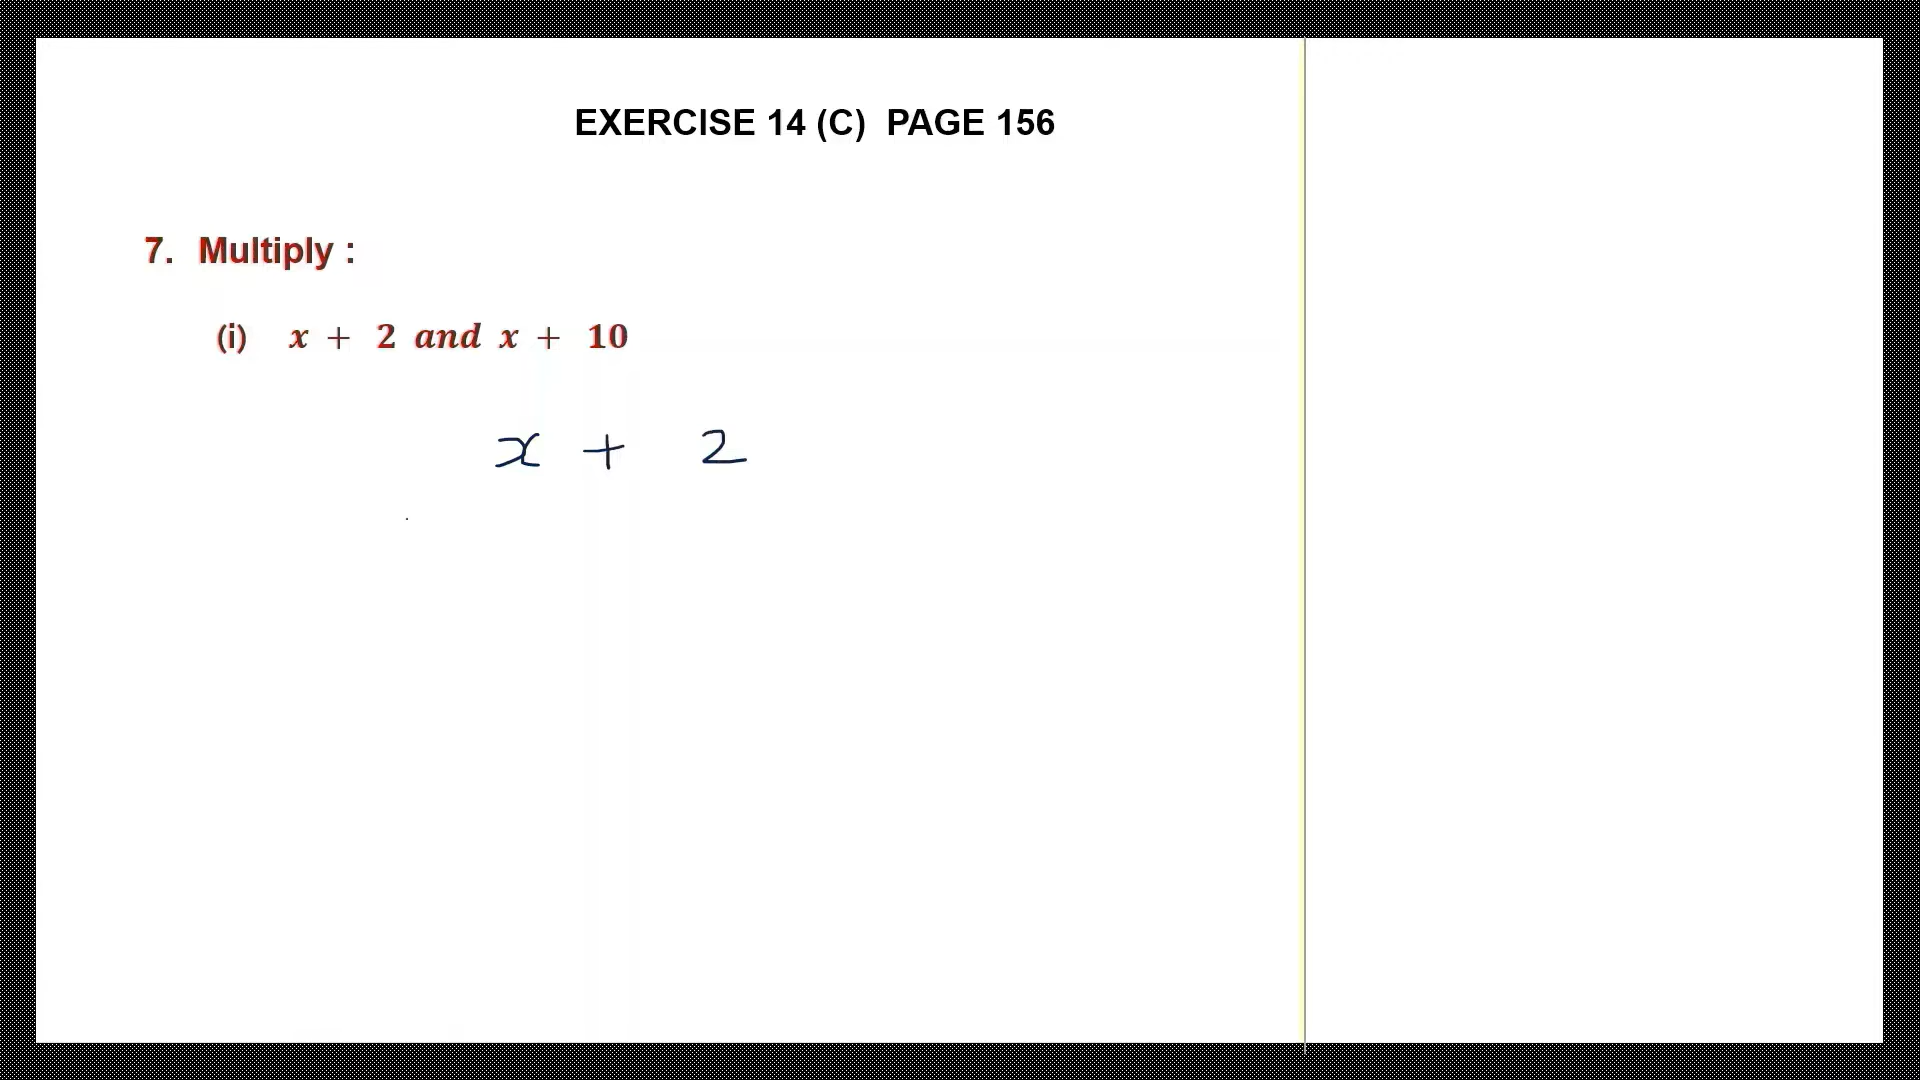 EXERCISE 14 (C) PAGE 156
7. Multiply :
(i) x + 2 and x + 10
x + 2